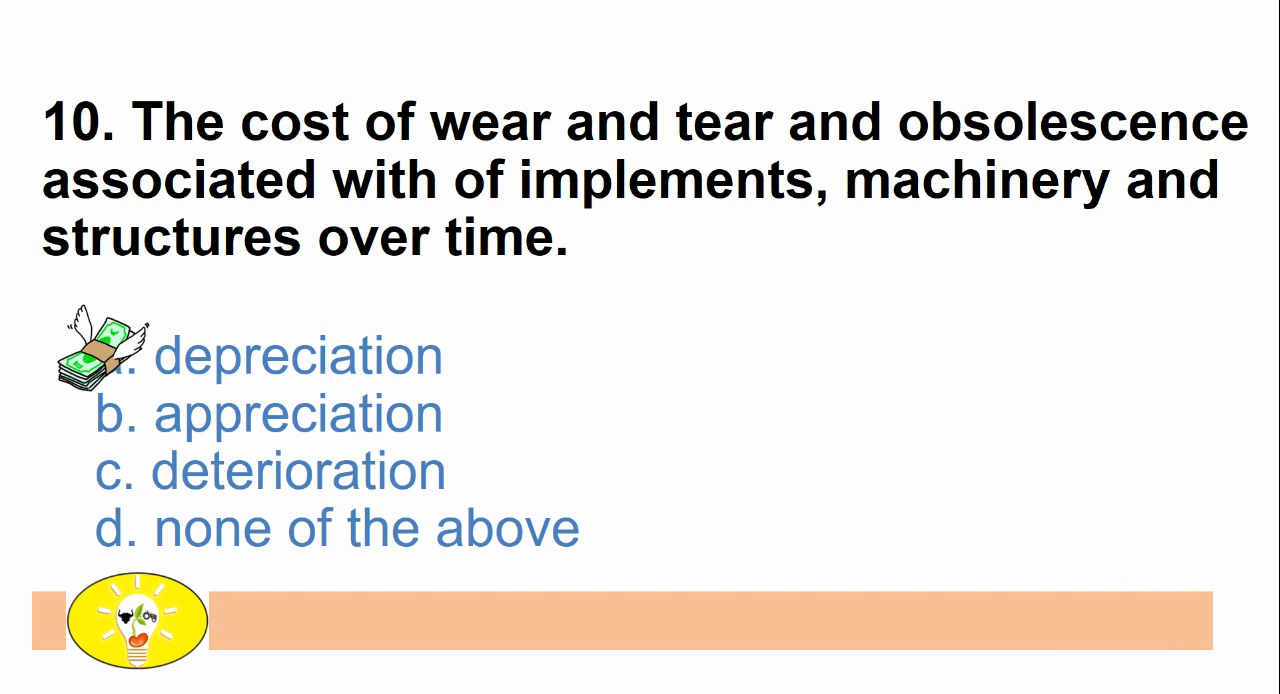 10. The cost of wear and tear and obsolescence
associated with of implements, machinery and
structures over time.
depreciation
b. appreciation
c. deterioration
d. none of the above